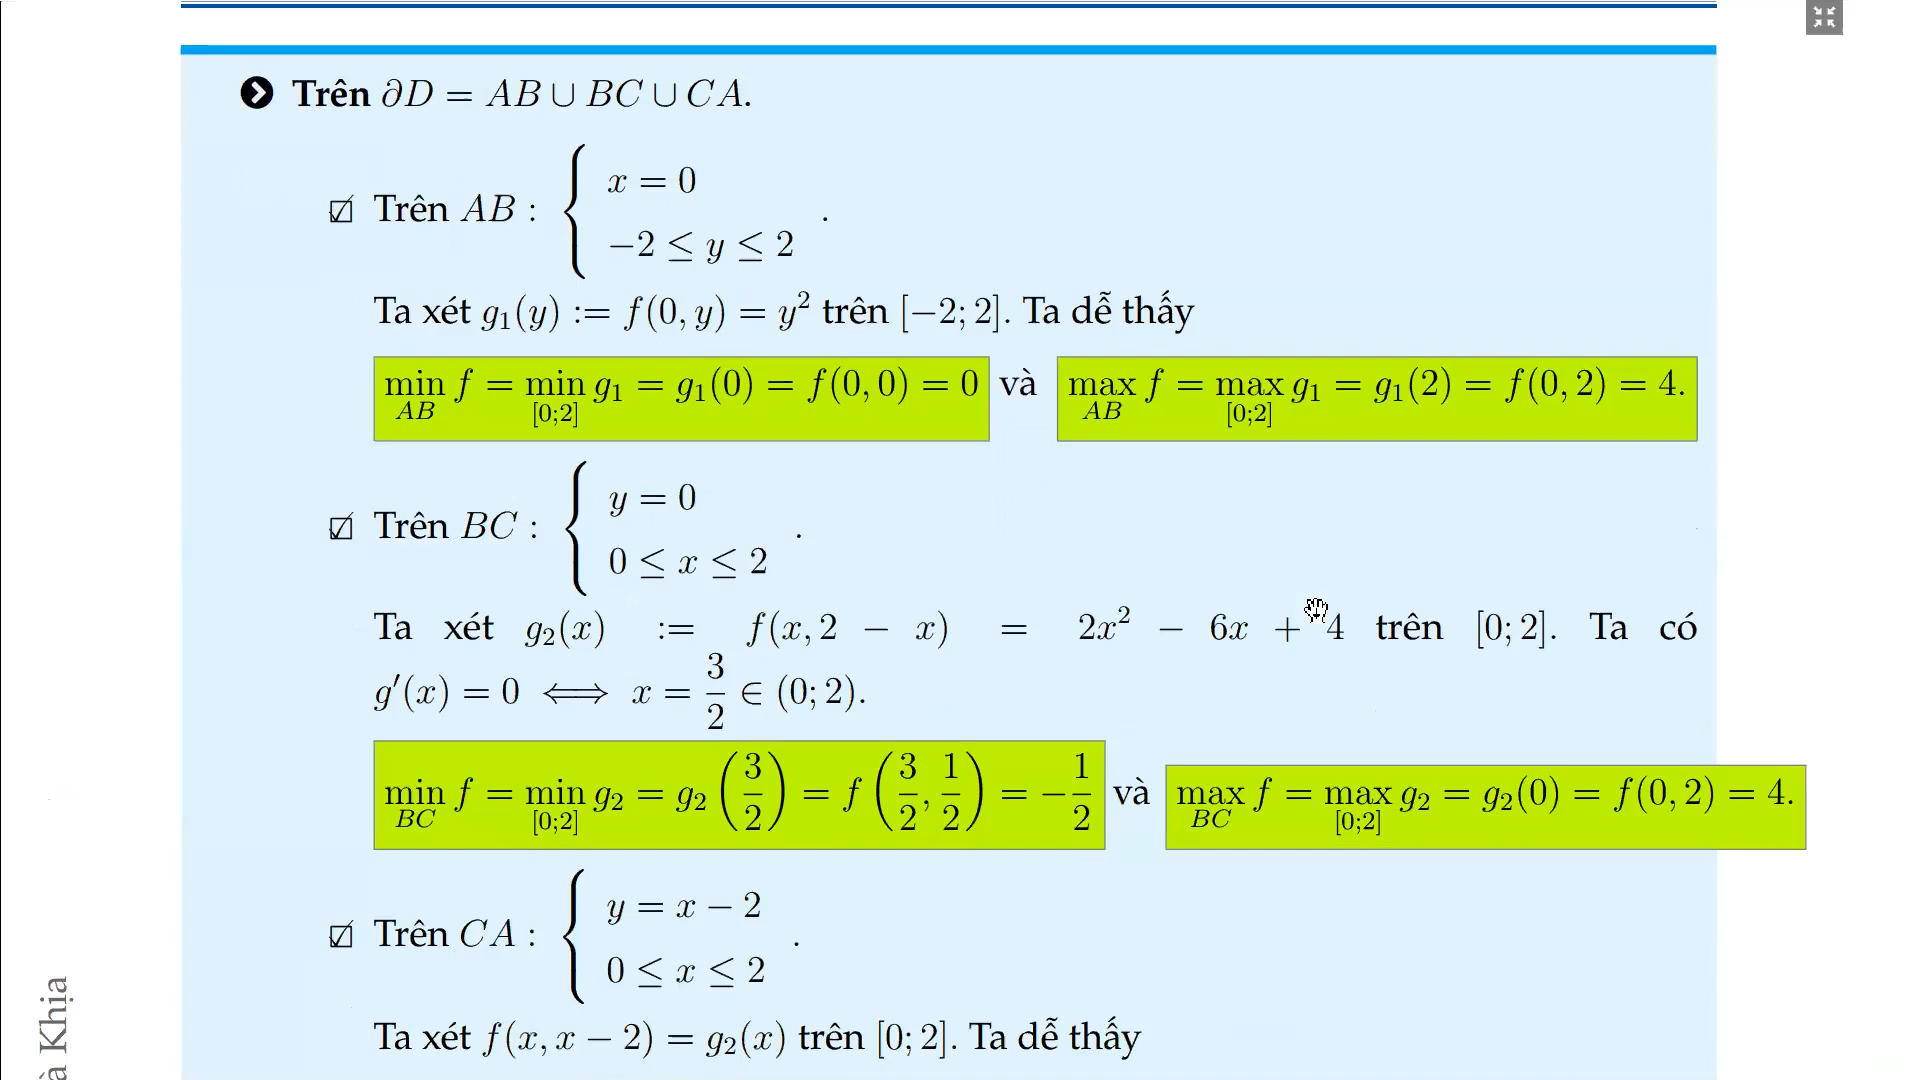 Trên ∂D = AB ∪ BC ∪ CA.
Trên AB : { x = 0
−2 ≤ y ≤ 2 .
Ta xét g₁(y) := f(0, y) = y² trên [−2; 2]. Ta dễ thấy
min_{AB} f = min_{[0;2]} g₁ = g₁(0) = f(0, 0) = 0 và max_{AB} f = max_{[0;2]} g₁ = g₁(2) = f(0, 2) = 4.
Trên BC : { y = 0
0 ≤ x ≤ 2 .
Ta xét g₂(x) := f(x, 2 − x) = 2x² − 6x + 4 trên [0; 2]. Ta có
g′(x) = 0 ⟺ x = 3/2 ∈ (0; 2).
min_{BC} f = min_{[0;2]} g₂ = g₂(3/2) = f(3/2, 1/2) = −1/2 và max_{BC} f = max_{[0;2]} g₂ = g₂(0) = f(0, 2) = 4.
Trên CA : { y = x − 2
0 ≤ x ≤ 2 .
Ta xét f(x, x − 2) = g₂(x) trên [0; 2]. Ta dễ thấy
à Khịa